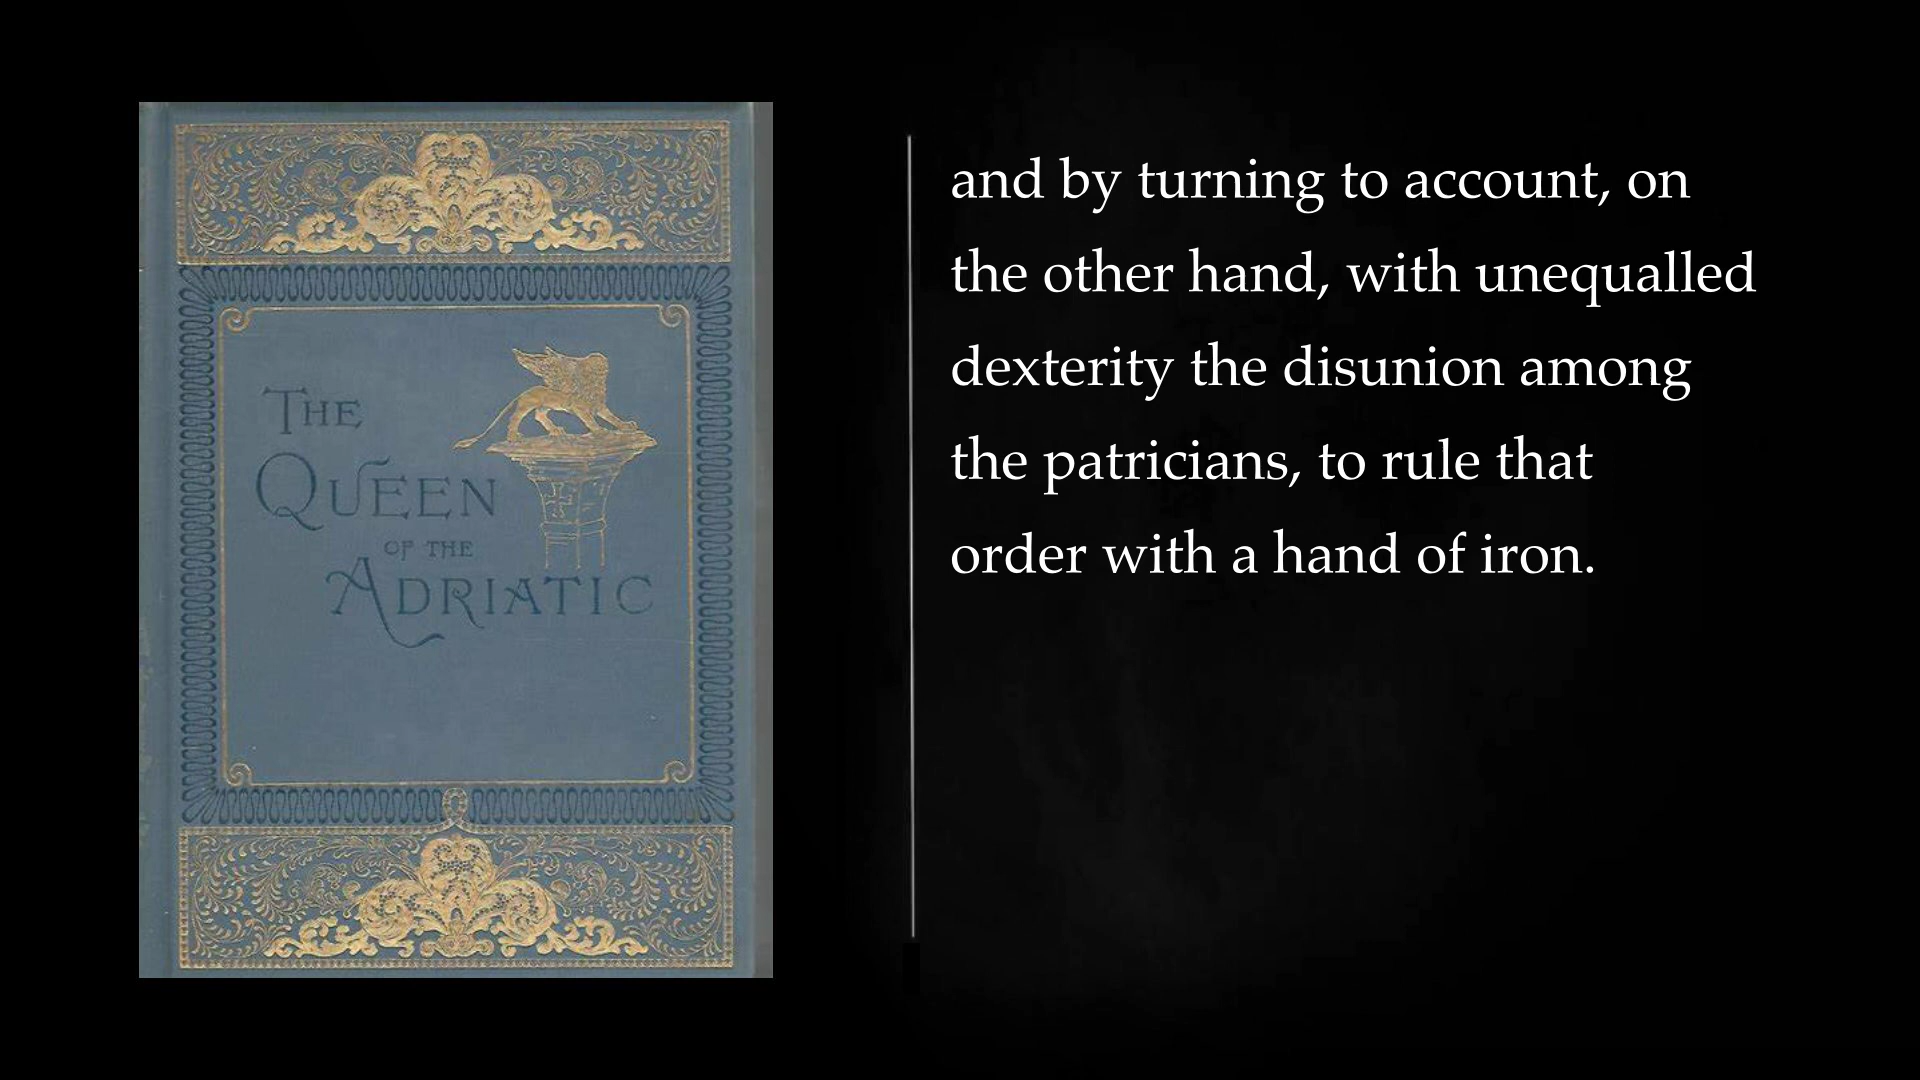 The
Queen
of the
Adriatic
and by turning to account, on
the other hand, with unequalled
dexterity the disunion among
the patricians, to rule that
order with a hand of iron.